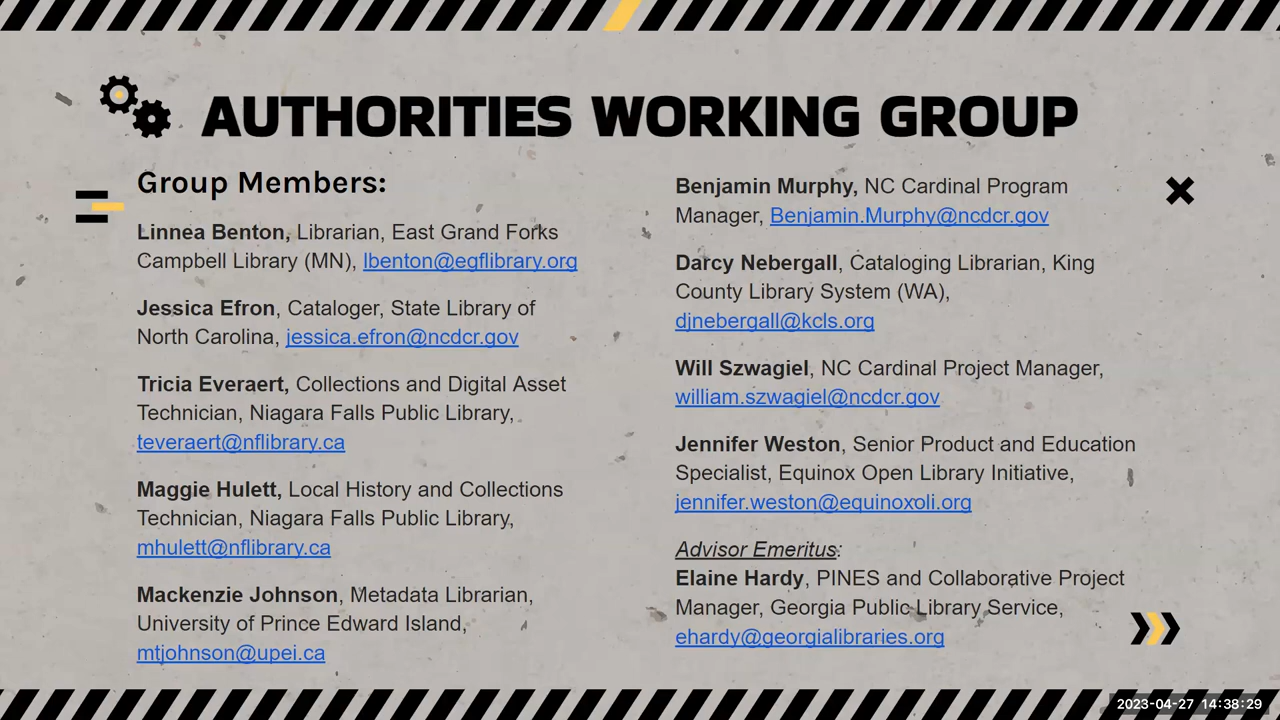 AUTHORITIES WORKING GROUP
Group Members:
Linnea Benton, Librarian, East Grand Forks
Campbell Library (MN), lbenton@egflibrary.org
Jessica Efron, Cataloger, State Library of
North Carolina, jessica.efron@ncdcr.gov
Tricia Everaert, Collections and Digital Asset
Technician, Niagara Falls Public Library,
teveraert@nflibrary.ca
Maggie Hulett, Local History and Collections
Technician, Niagara Falls Public Library,
mhulett@nflibrary.ca
Mackenzie Johnson, Metadata Librarian,
University of Prince Edward Island,
mtjohnson@upei.ca
Benjamin Murphy, NC Cardinal Program
Manager, Benjamin.Murphy@ncdcr.gov
Darcy Nebergall, Cataloging Librarian, King
County Library System (WA),
djnebergall@kcls.org
Will Szwagiel, NC Cardinal Project Manager,
william.szwagiel@ncdcr.gov
Jennifer Weston, Senior Product and Education
Specialist, Equinox Open Library Initiative,
jennifer.weston@equinoxoli.org
Advisor Emeritus:
Elaine Hardy, PINES and Collaborative Project
Manager, Georgia Public Library Service,
ehardy@georgialibraries.org
2023-04-27 14:38:29